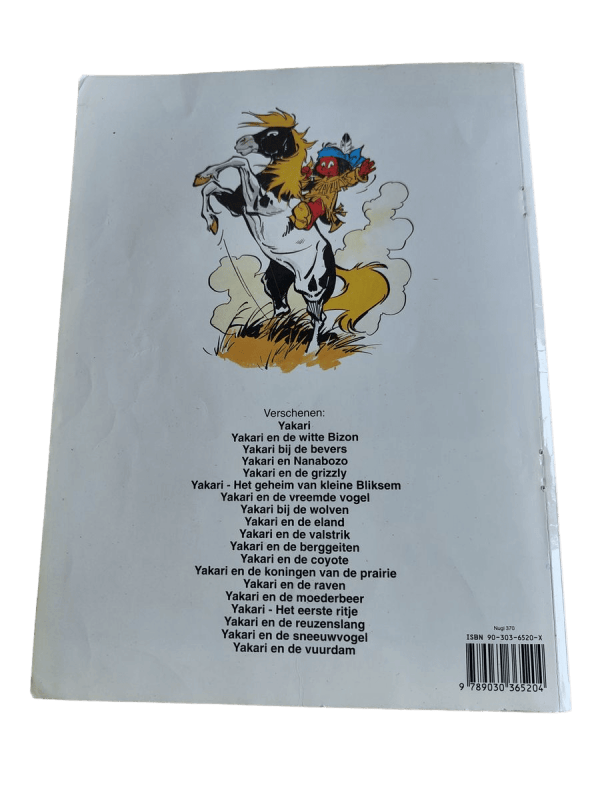 Verschenen:
Yakari
Yakari en de witte Bizon
Yakari bij de bevers
Yakari en Nanabozo
Yakari en de grizzly
Yakari - Het geheim van kleine Bliksem
Yakari en de vreemde vogel
Yakari bij de wolven
Yakari en de eland
Yakari en de valstrik
Yakari en de berggeiten
Yakari en de coyote
Yakari en de koningen van de prairie
Yakari en de raven
Yakari en de moederbeer
Yakari - Het eerste ritje
Yakari en de reuzenslang
Yakari en de sneeuwvogel
Yakari en de vuurdam
Nugi 370
ISBN 90-303-6520-X
9 789030 365204